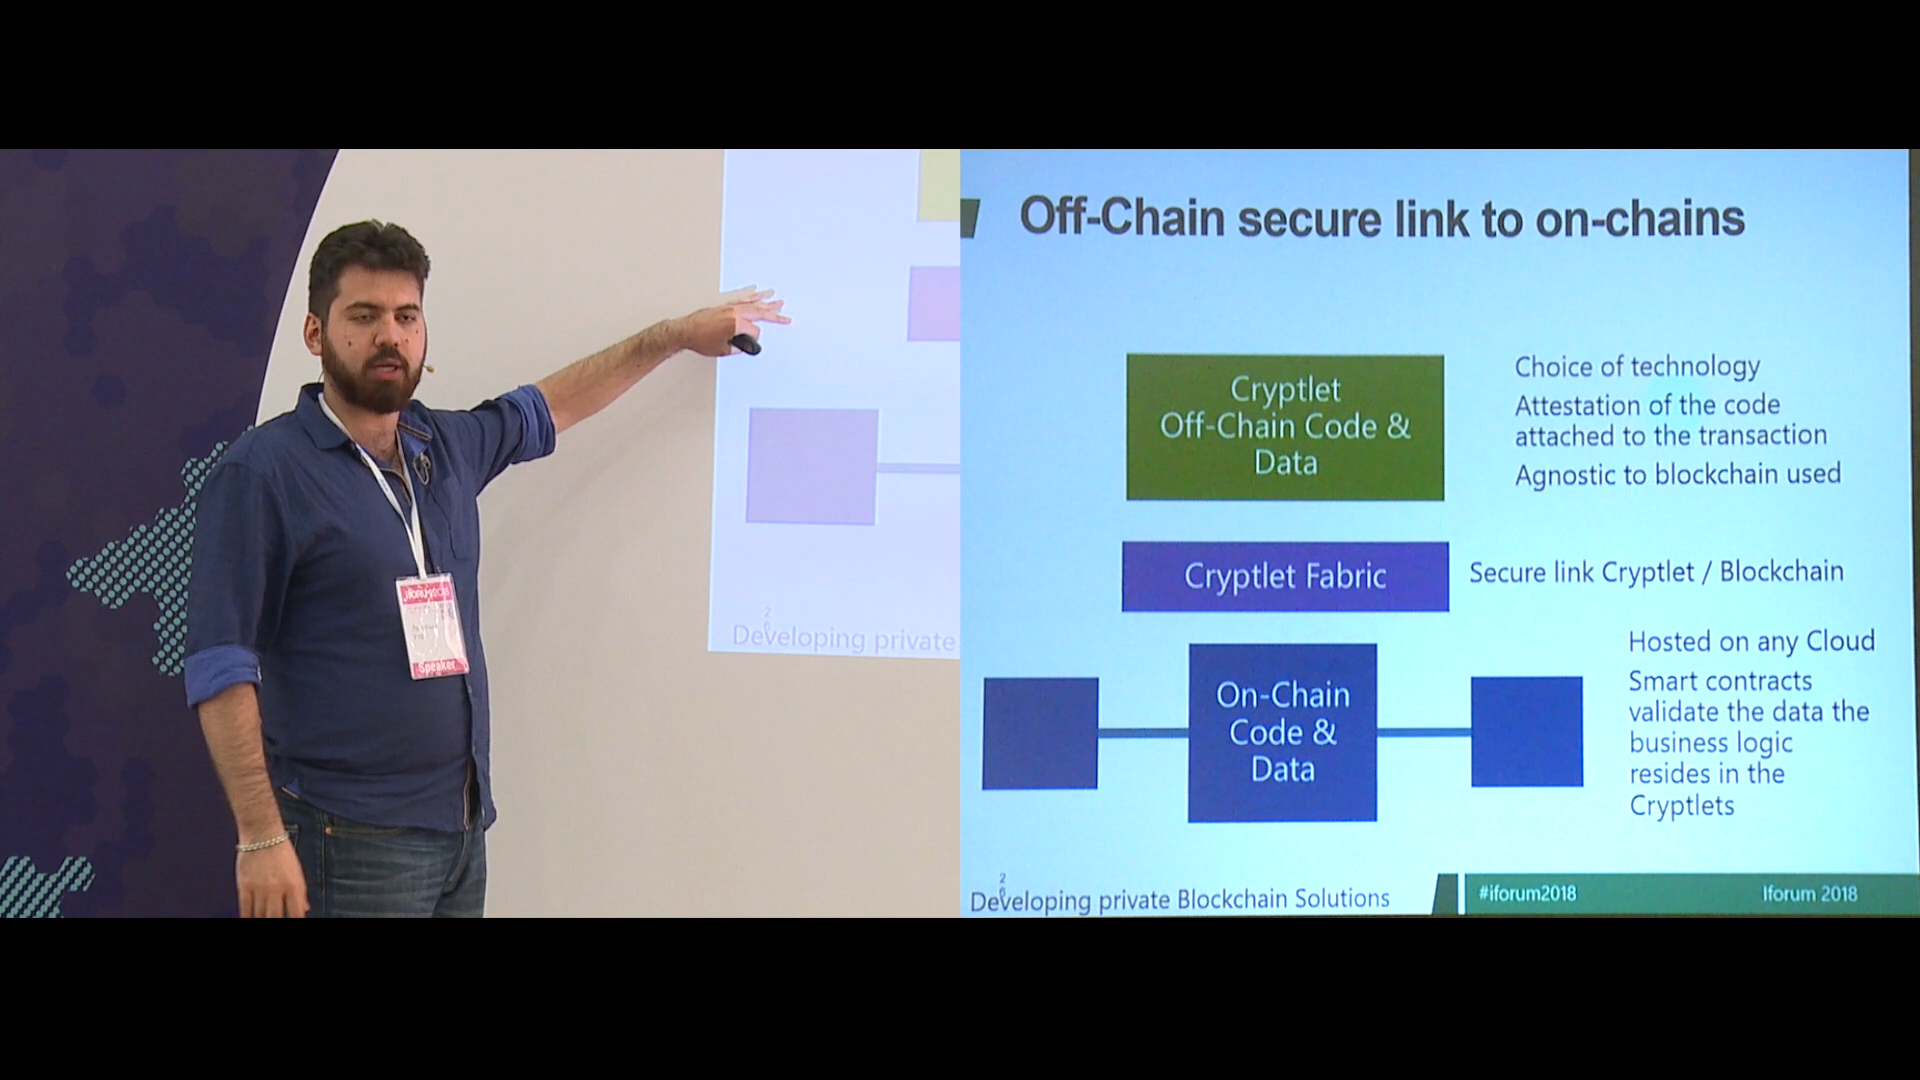 Developing private
Speaker
Off-Chain secure link to on-chains
Cryptlet
Off-Chain Code &
Data
Choice of technology
Attestation of the code
attached to the transaction
Agnostic to blockchain used
Cryptlet Fabric
Secure link Cryptlet / Blockchain
On-Chain
Code &
Data
Hosted on any Cloud
Smart contracts
validate the data the
business logic
resides in the
Cryptlets
Developing private Blockchain Solutions
#iforum2018
Iforum 2018